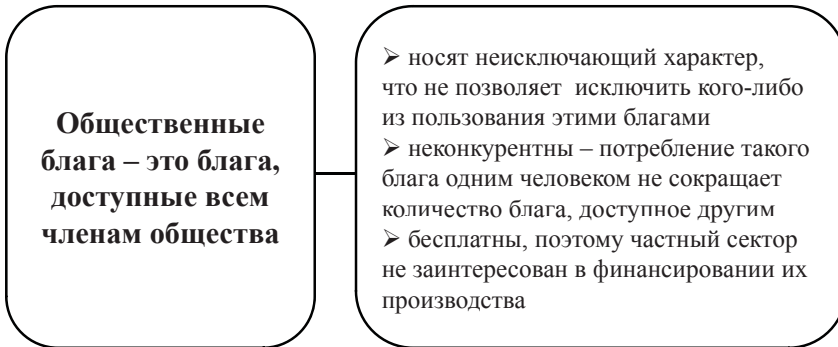 Общественные
блага – это блага,
доступные всем
членам общества
➢ носят неисключающий характер,
что не позволяет исключить кого-либо
из пользования этими благами
➢ неконкурентны – потребление такого
блага одним человеком не сокращает
количество блага, доступное другим
➢ бесплатны, поэтому частный сектор
не заинтересован в финансировании их
производства